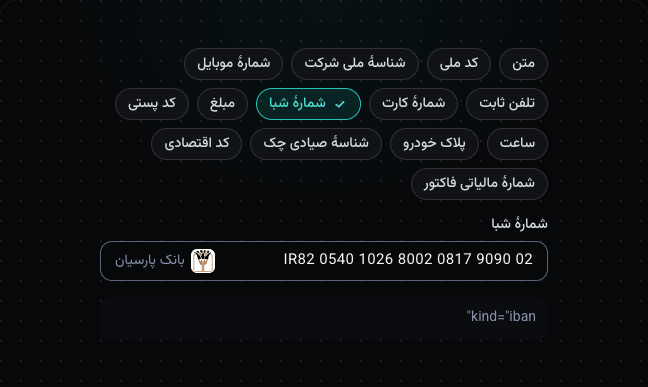 متن کد ملی شناسهٔ ملی شرکت شمارهٔ موبایل
تلفن ثابت شمارهٔ کارت شمارهٔ شبا مبلغ کد پستی
ساعت پلاک خودرو شناسهٔ صیادی چک کد اقتصادی
شمارهٔ مالیاتی فاکتور
شمارهٔ شبا
IR82 0540 1026 8002 0817 9090 02 بانک پارسیان
kind="iban"